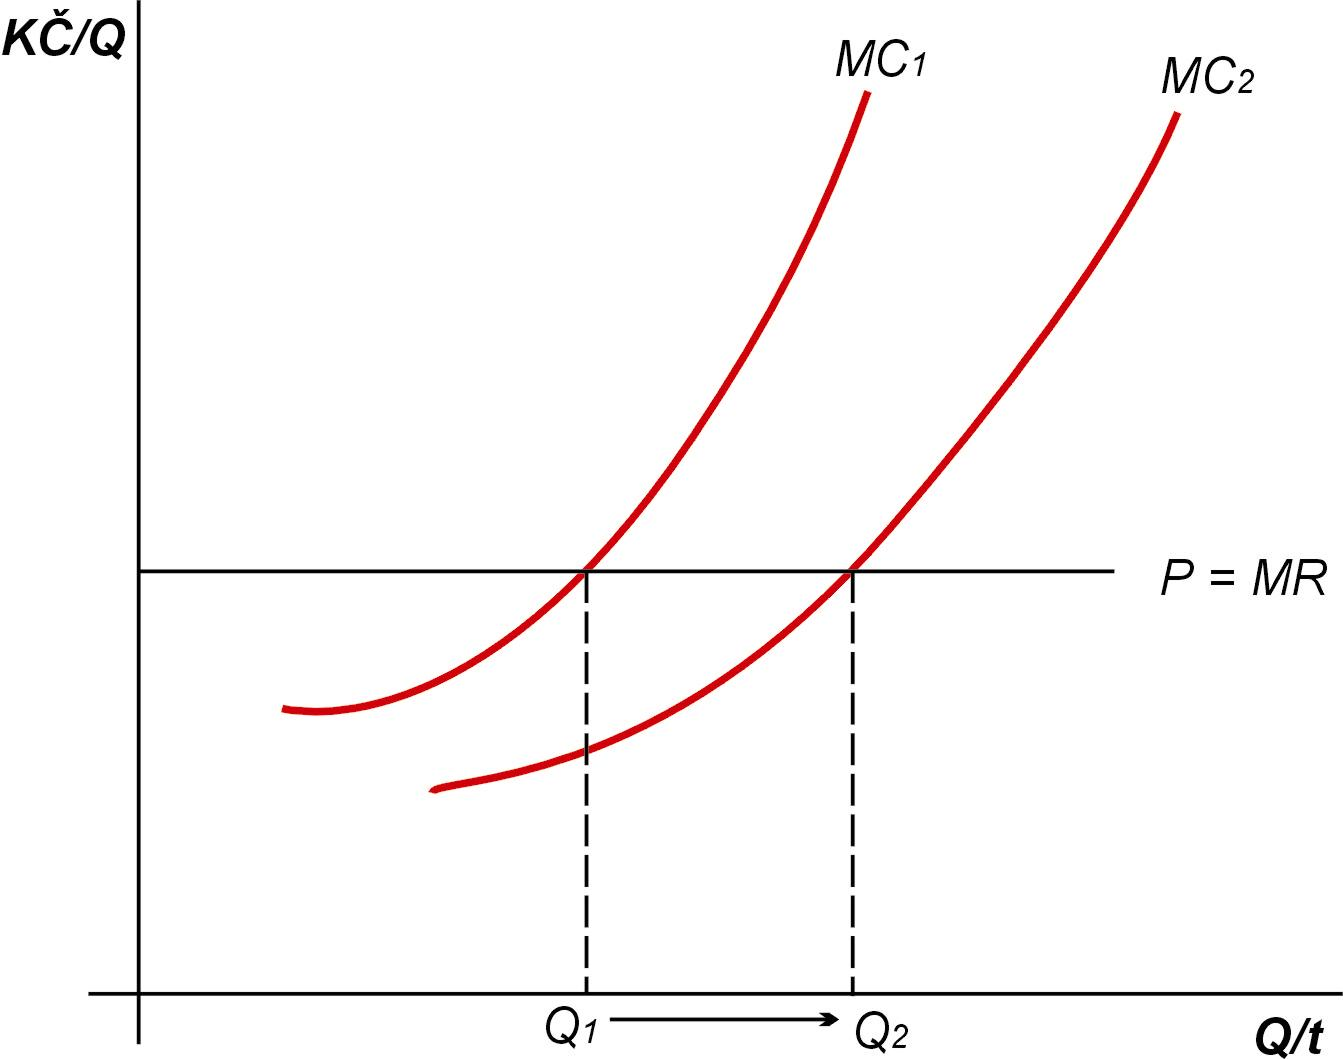 KČ/Q
MC1
MC2
P = MR
Q1
Q2
Q/t